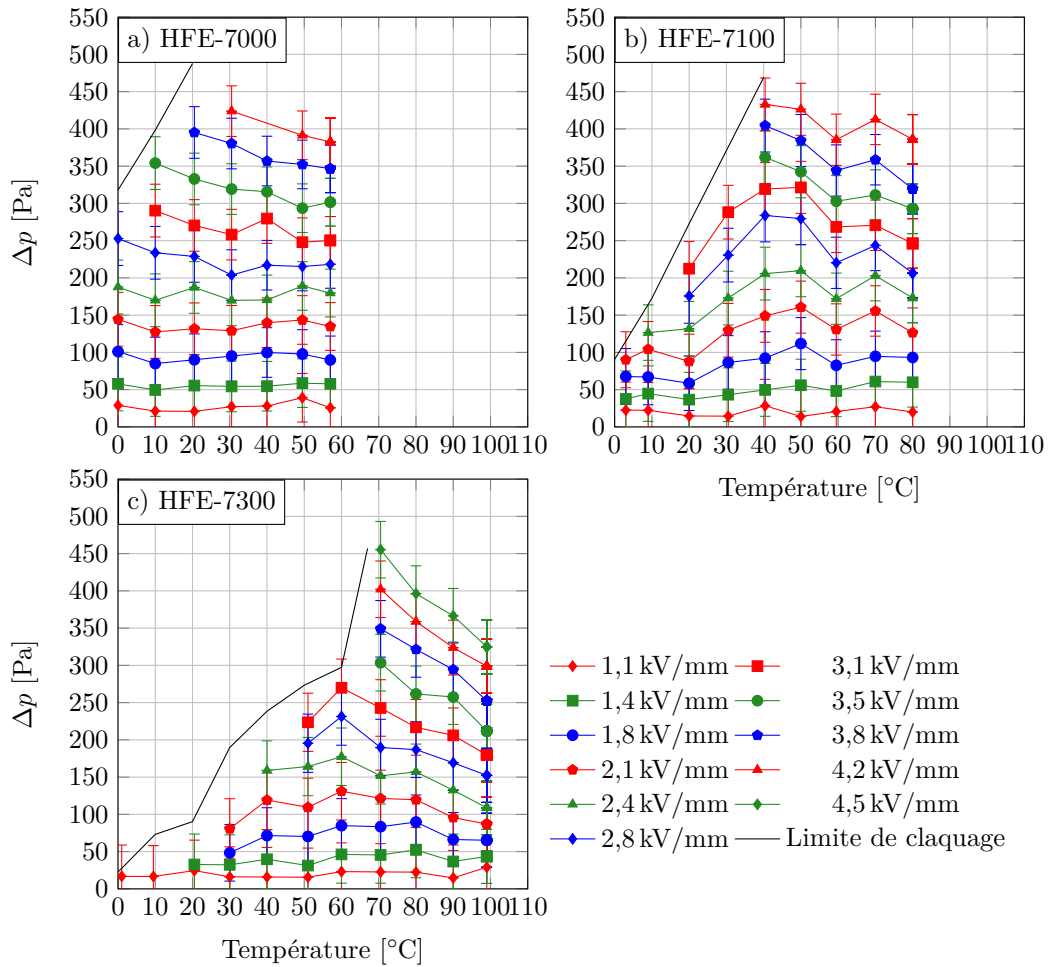 a) HFE-7000
550
500
450
400
350
300
250
200
150
100
50
0
Δp [Pa]
0 10 20 30 40 50 60 70 80 90 100 110
b) HFE-7100
550
500
450
400
350
300
250
200
150
100
50
0
0 10 20 30 40 50 60 70 80 90 100 110
Température [°C]
c) HFE-7300
550
500
450
400
350
300
250
200
150
100
50
0
Δp [Pa]
0 10 20 30 40 50 60 70 80 90 100 110
Température [°C]
1,1 kV/mm 3,1 kV/mm
1,4 kV/mm 3,5 kV/mm
1,8 kV/mm 3,8 kV/mm
2,1 kV/mm 4,2 kV/mm
2,4 kV/mm 4,5 kV/mm
2,8 kV/mm Limite de claquage